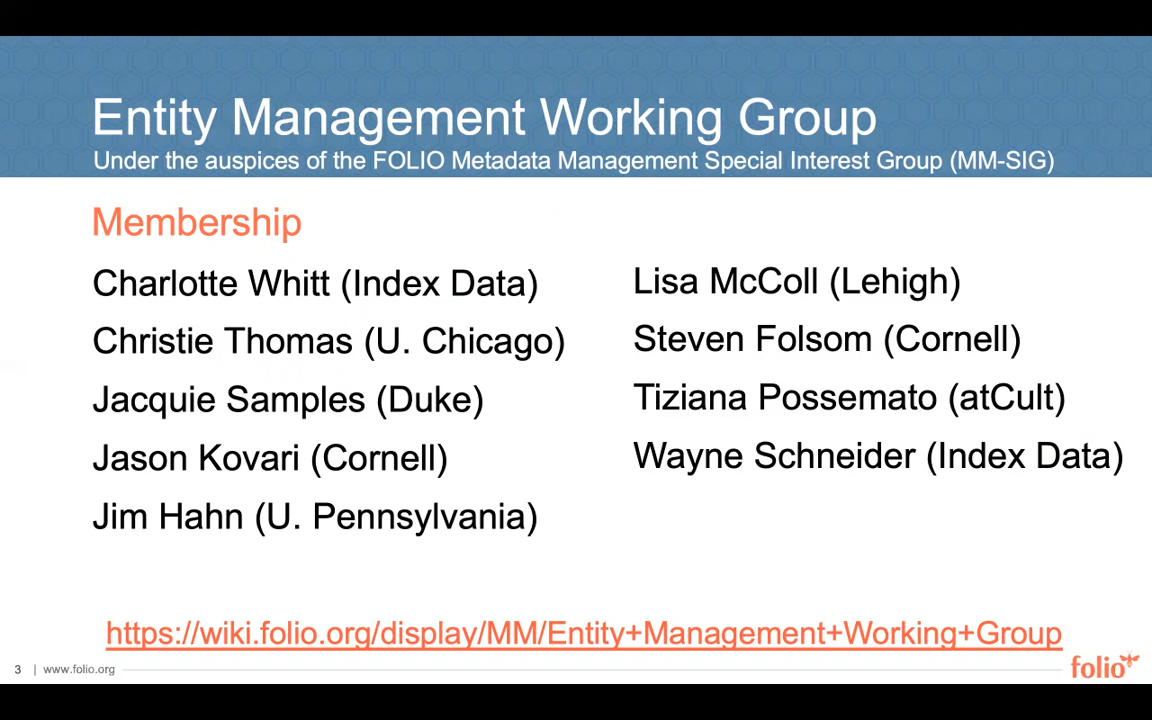 Entity Management Working Group
Under the auspices of the FOLIO Metadata Management Special Interest Group (MM-SIG)
Membership
Charlotte Whitt (Index Data)
Christie Thomas (U. Chicago)
Jacquie Samples (Duke)
Jason Kovari (Cornell)
Jim Hahn (U. Pennsylvania)
Lisa McColl (Lehigh)
Steven Folsom (Cornell)
Tiziana Possemato (atCult)
Wayne Schneider (Index Data)
https://wiki.folio.org/display/MM/Entity+Management+Working+Group
3 | www.folio.org
folio